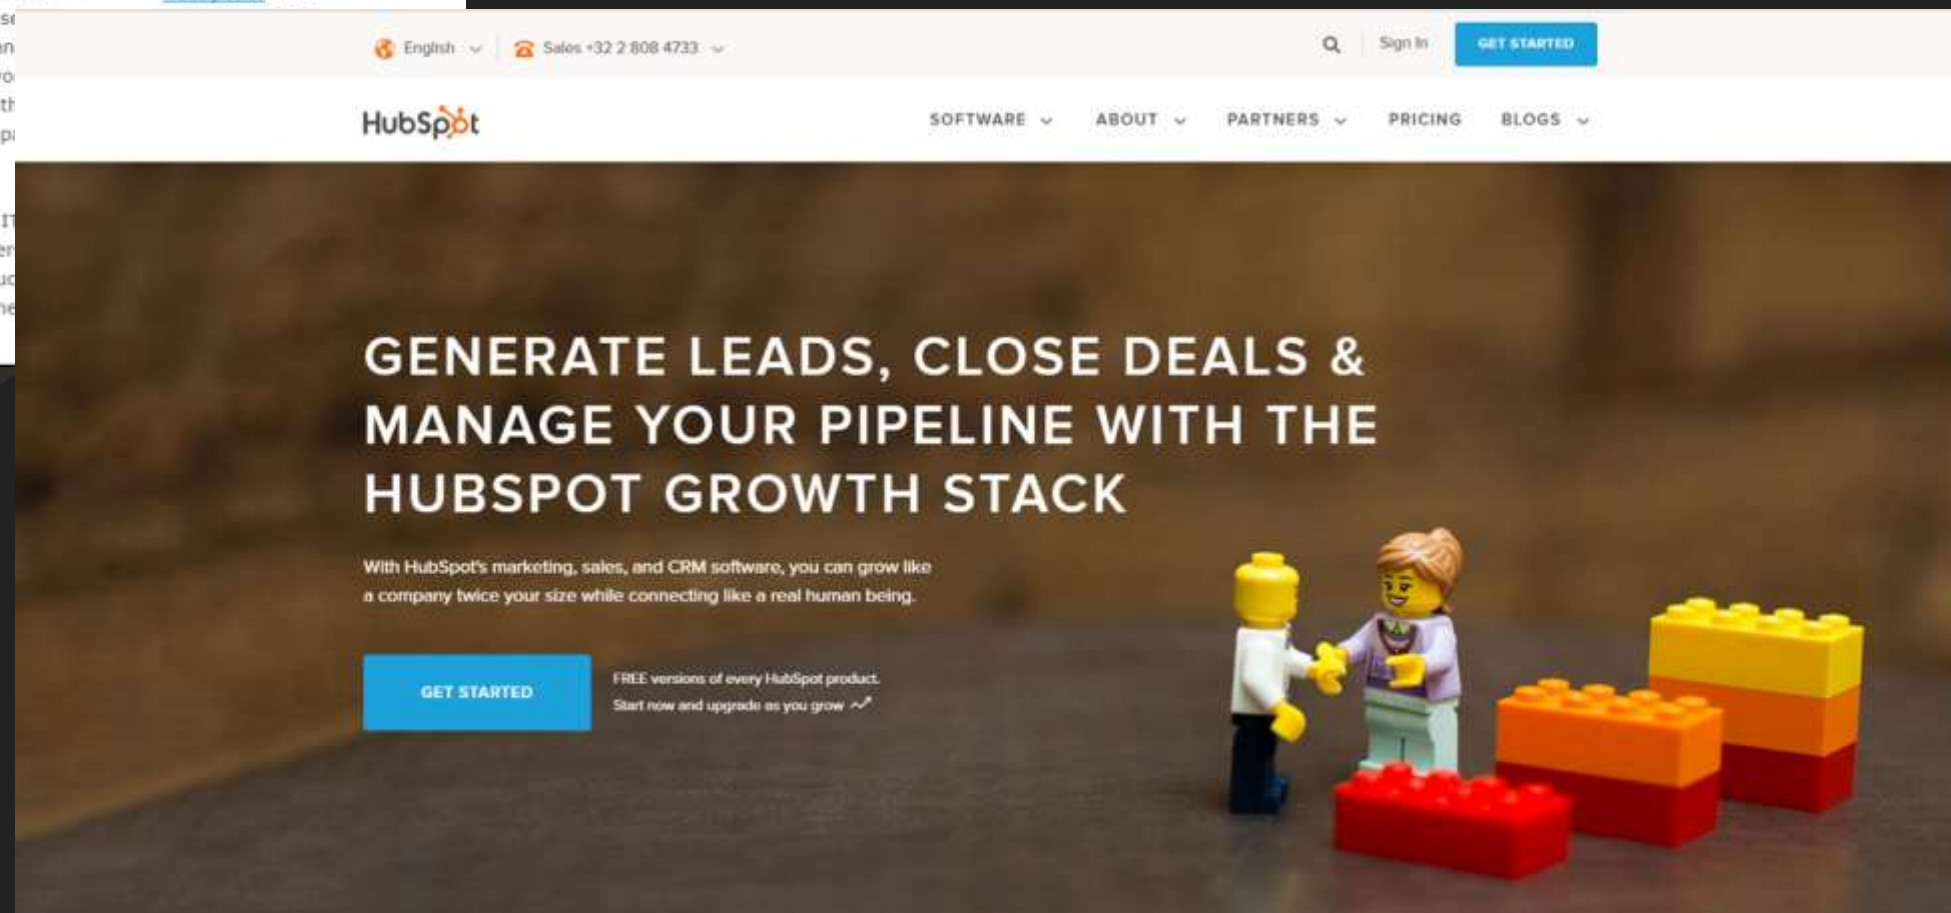 English
Sales +32 2 808 4733
Sign In
GET STARTED
HubSpot
SOFTWARE
ABOUT
PARTNERS
PRICING
BLOGS
GENERATE LEADS, CLOSE DEALS &
MANAGE YOUR PIPELINE WITH THE
HUBSPOT GROWTH STACK
With HubSpot's marketing, sales, and CRM software, you can grow like
a company twice your size while connecting like a real human being.
GET STARTED
FREE versions of every HubSpot product.
Start now and upgrade as you grow